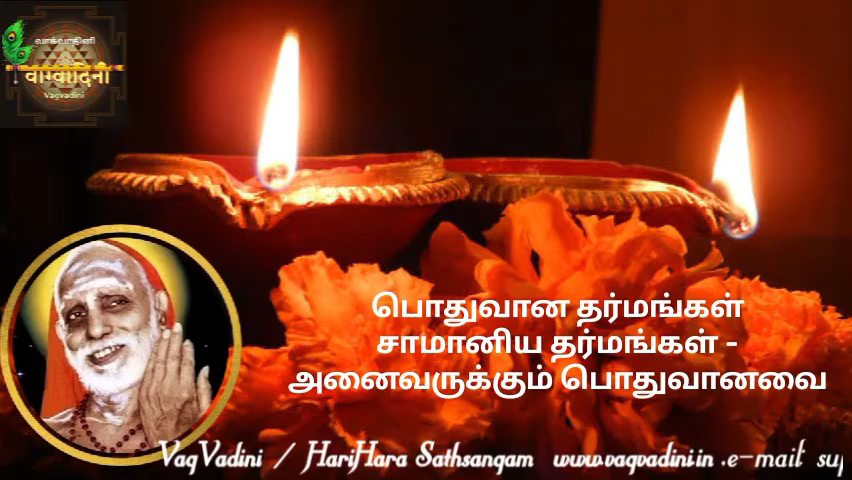 வாக்வாதினி
वाग्वादिनी
Vagvadini
பொதுவான தர்மங்கள்
சாமானிய தர்மங்கள் -
அனைவருக்கும் பொதுவானவை
VagVadini / HariHara Sathsangam www.vagvadini.in .e-mail